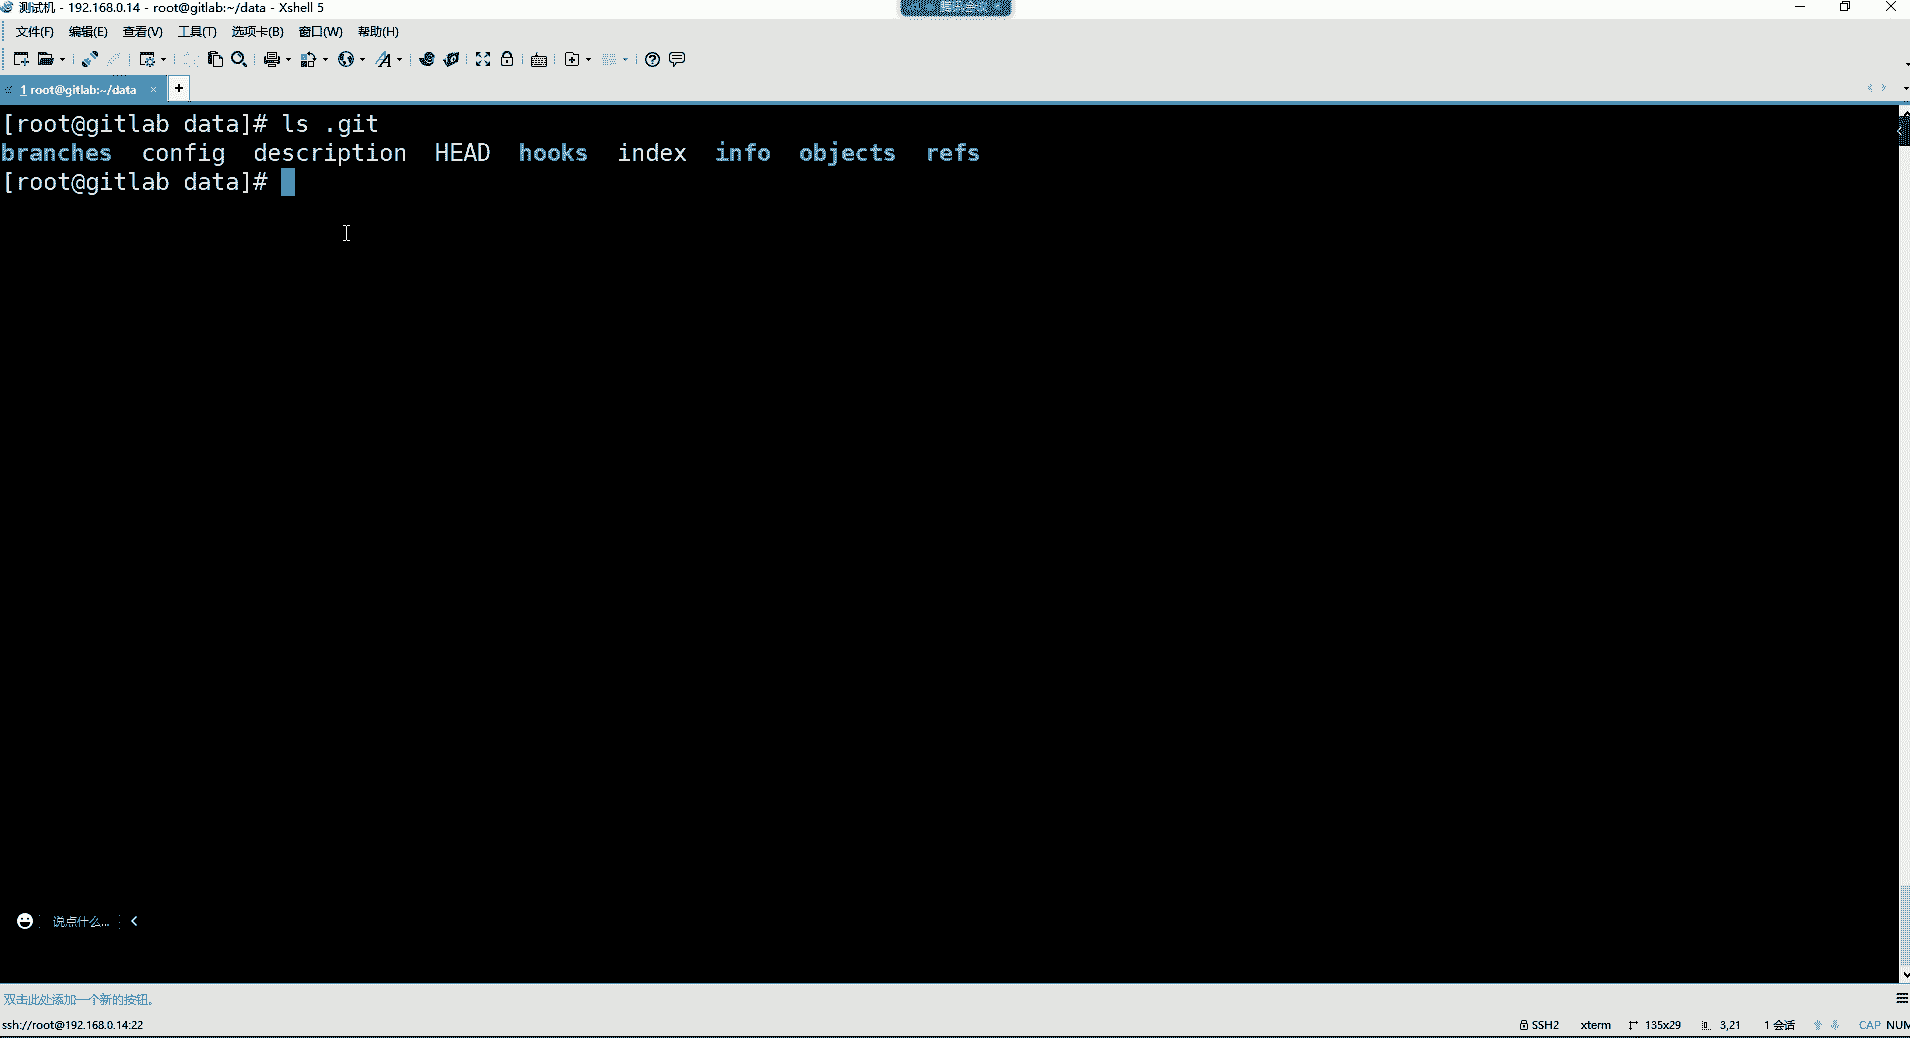 测试机 - 192.168.0.14 - root@gitlab:~/data - Xshell 5
腾讯会议
文件(F) 编辑(E) 查看(V) 工具(T) 选项卡(B) 窗口(W) 帮助(H)
1 root@gitlab:~/data × +
[root@gitlab data]# ls .git
branches config description HEAD hooks index info objects refs
[root@gitlab data]#
说点什么...
双击此处添加一个新的按钮。
ssh://root@192.168.0.14:22 SSH2 xterm 135x29 3,21 1 会话 CAP NUM